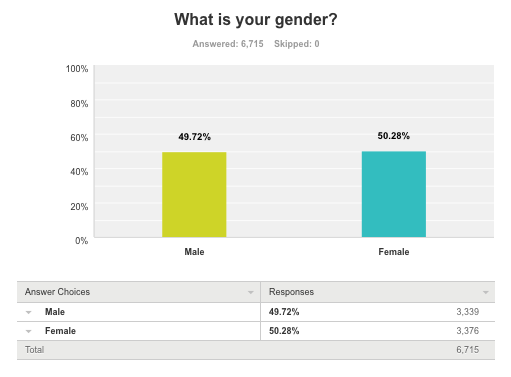 What is your gender?
Answered: 6,715 Skipped: 0
100%
80%
60%
40%
20%
0%
49.72%
50.28%
Male
Female
Answer Choices Responses
Male 49.72% 3,339
Female 50.28% 3,376
Total 6,715